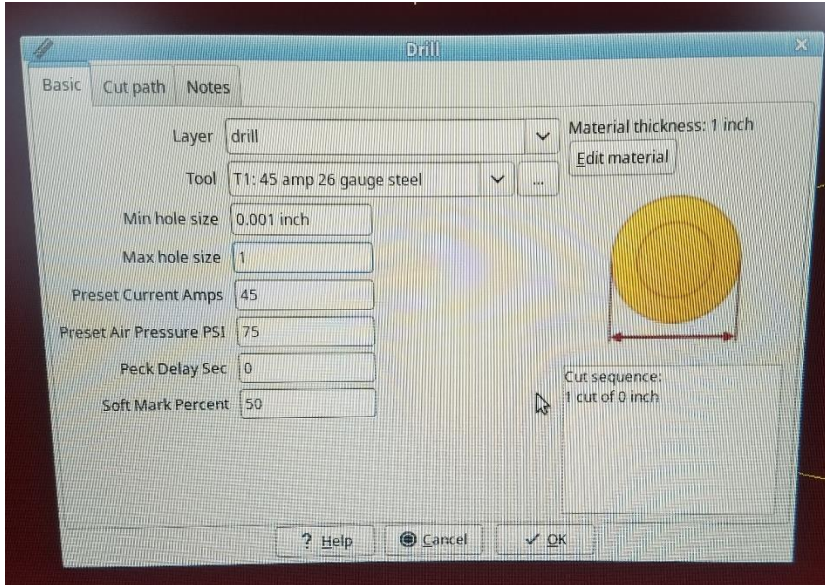 Drill
Basic Cut path Notes
Layer drill
Material thickness: 1 inch
Edit material
Tool T1: 45 amp 26 gauge steel ...
Min hole size 0.001 inch
Max hole size 1
Preset Current Amps 45
Preset Air Pressure PSI 75
Peck Delay Sec 0
Soft Mark Percent 50
Cut sequence:
1 cut of 0 inch
? Help Cancel OK